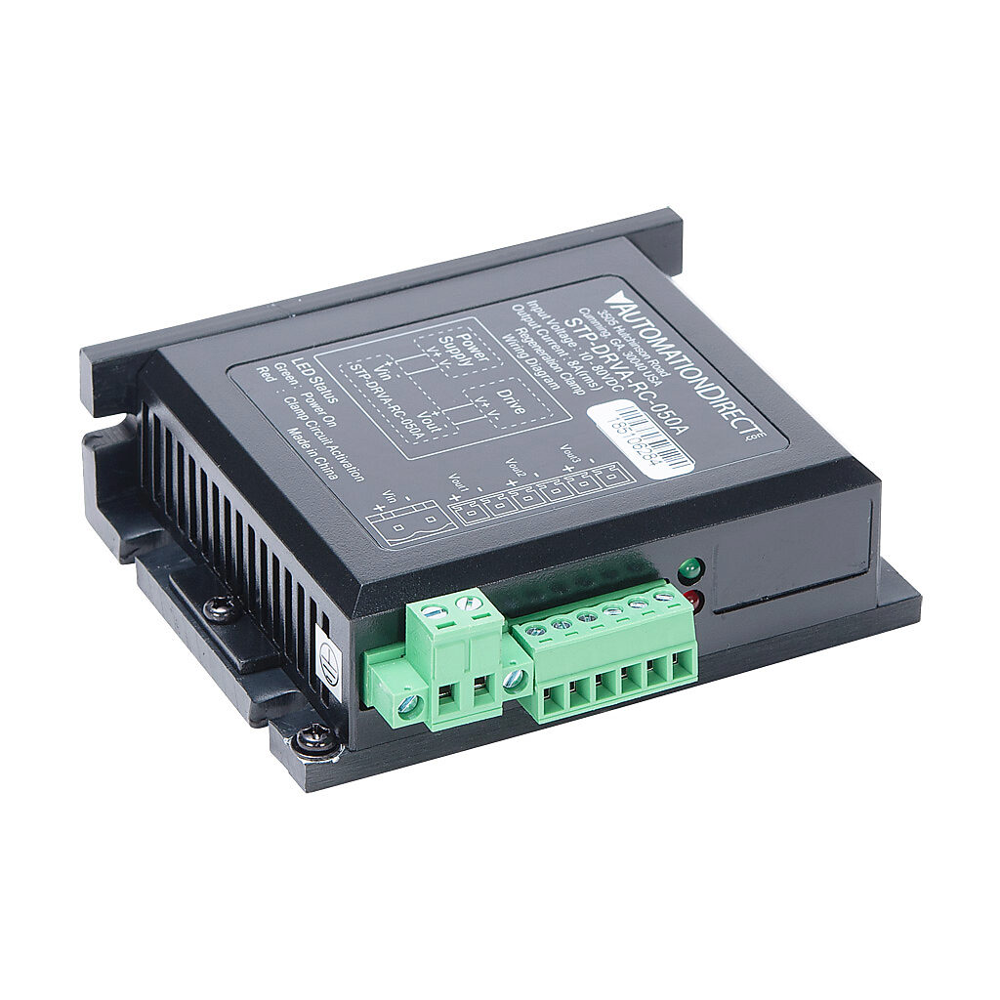 AUTOMATIONDIRECT.COM
3505 Hutchinson Road
Cumming, GA. 30040 USA
STP-DRVA-RC-050A
Input Voltage : 10 - 80VDC
Output Current : 8A(rms)
Regeneration Clamp
Wiring Diagram
185106284
Power
Supply
V+ V-
Drive
V+ V-
Vin
Vout
STP-DRVA-RC-050A
LED Status
Green : Power On
Red : Clamp Circuit Activation
Made in China
Vin
+ -
Vout1
+ -
Vout2
+ -
Vout3
+ -